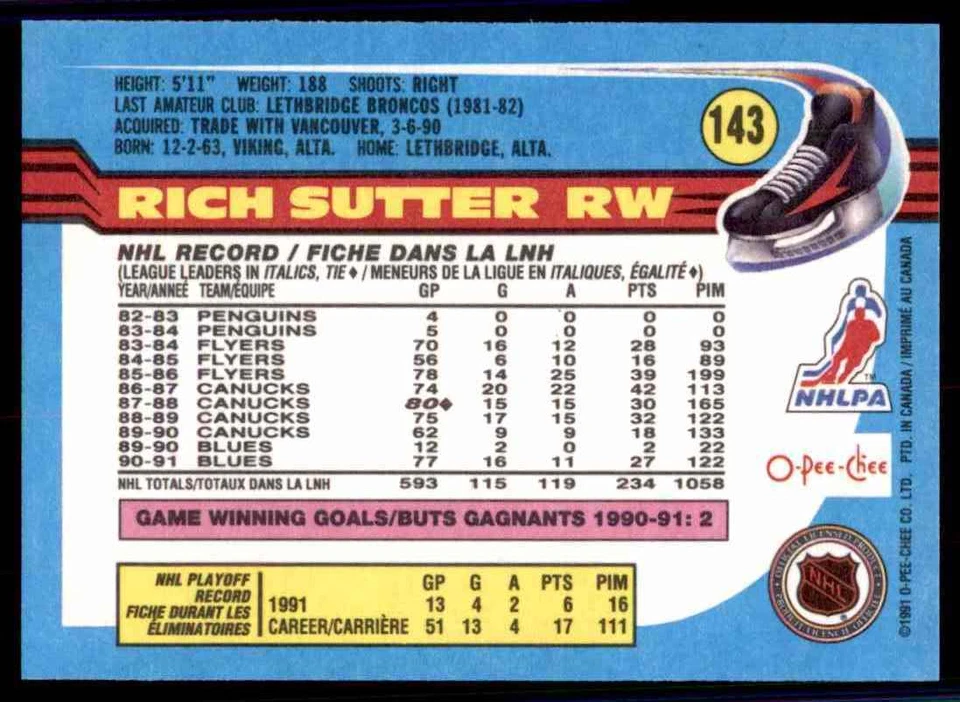 HEIGHT: 5'11" WEIGHT: 188 SHOOTS: RIGHT
LAST AMATEUR CLUB: LETHBRIDGE BRONCOS (1981-82)
ACQUIRED: TRADE WITH VANCOUVER, 3-6-90
BORN: 12-2-63, VIKING, ALTA. HOME: LETHBRIDGE, ALTA.
143
RICH SUTTER RW
NHL RECORD / FICHE DANS LA LNH
(LEAGUE LEADERS IN ITALICS, TIE ♦ / MENEURS DE LA LIGUE EN ITALIQUES, ÉGALITÉ ♦)
YEAR/ANNEÉ TEAM/ÉQUIPE GP G A PTS PIM
82-83 PENGUINS 4 0 0 0 0
83-84 PENGUINS 5 0 0 0 0
83-84 FLYERS 70 16 12 28 93
84-85 FLYERS 56 6 10 16 89
85-86 FLYERS 78 14 25 39 199
86-87 CANUCKS 74 20 22 42 113
87-88 CANUCKS 80♦ 15 15 30 165
88-89 CANUCKS 75 17 15 32 122
89-90 CANUCKS 62 9 9 18 133
89-90 BLUES 12 2 0 2 22
90-91 BLUES 77 16 11 27 122
NHL TOTALS/TOTAUX DANS LA LNH 593 115 119 234 1058
GAME WINNING GOALS/BUTS GAGNANTS 1990-91: 2
NHL PLAYOFF
RECORD
FICHE DURANT LES
ÉLIMINATOIRES
GP G A PTS PIM
1991 13 4 2 6 16
CAREER/CARRIÈRE 51 13 4 17 111
TM
NHLPA
O-Pee-Chee
OFFICIAL LICENSED PRODUCT
NHL
®
PRODUIT LICENCIÉ OFFICIEL
©1991 O-PEE-CHEE CO. LTD. PTD. IN CANADA / IMPRIMÉ AU CANADA